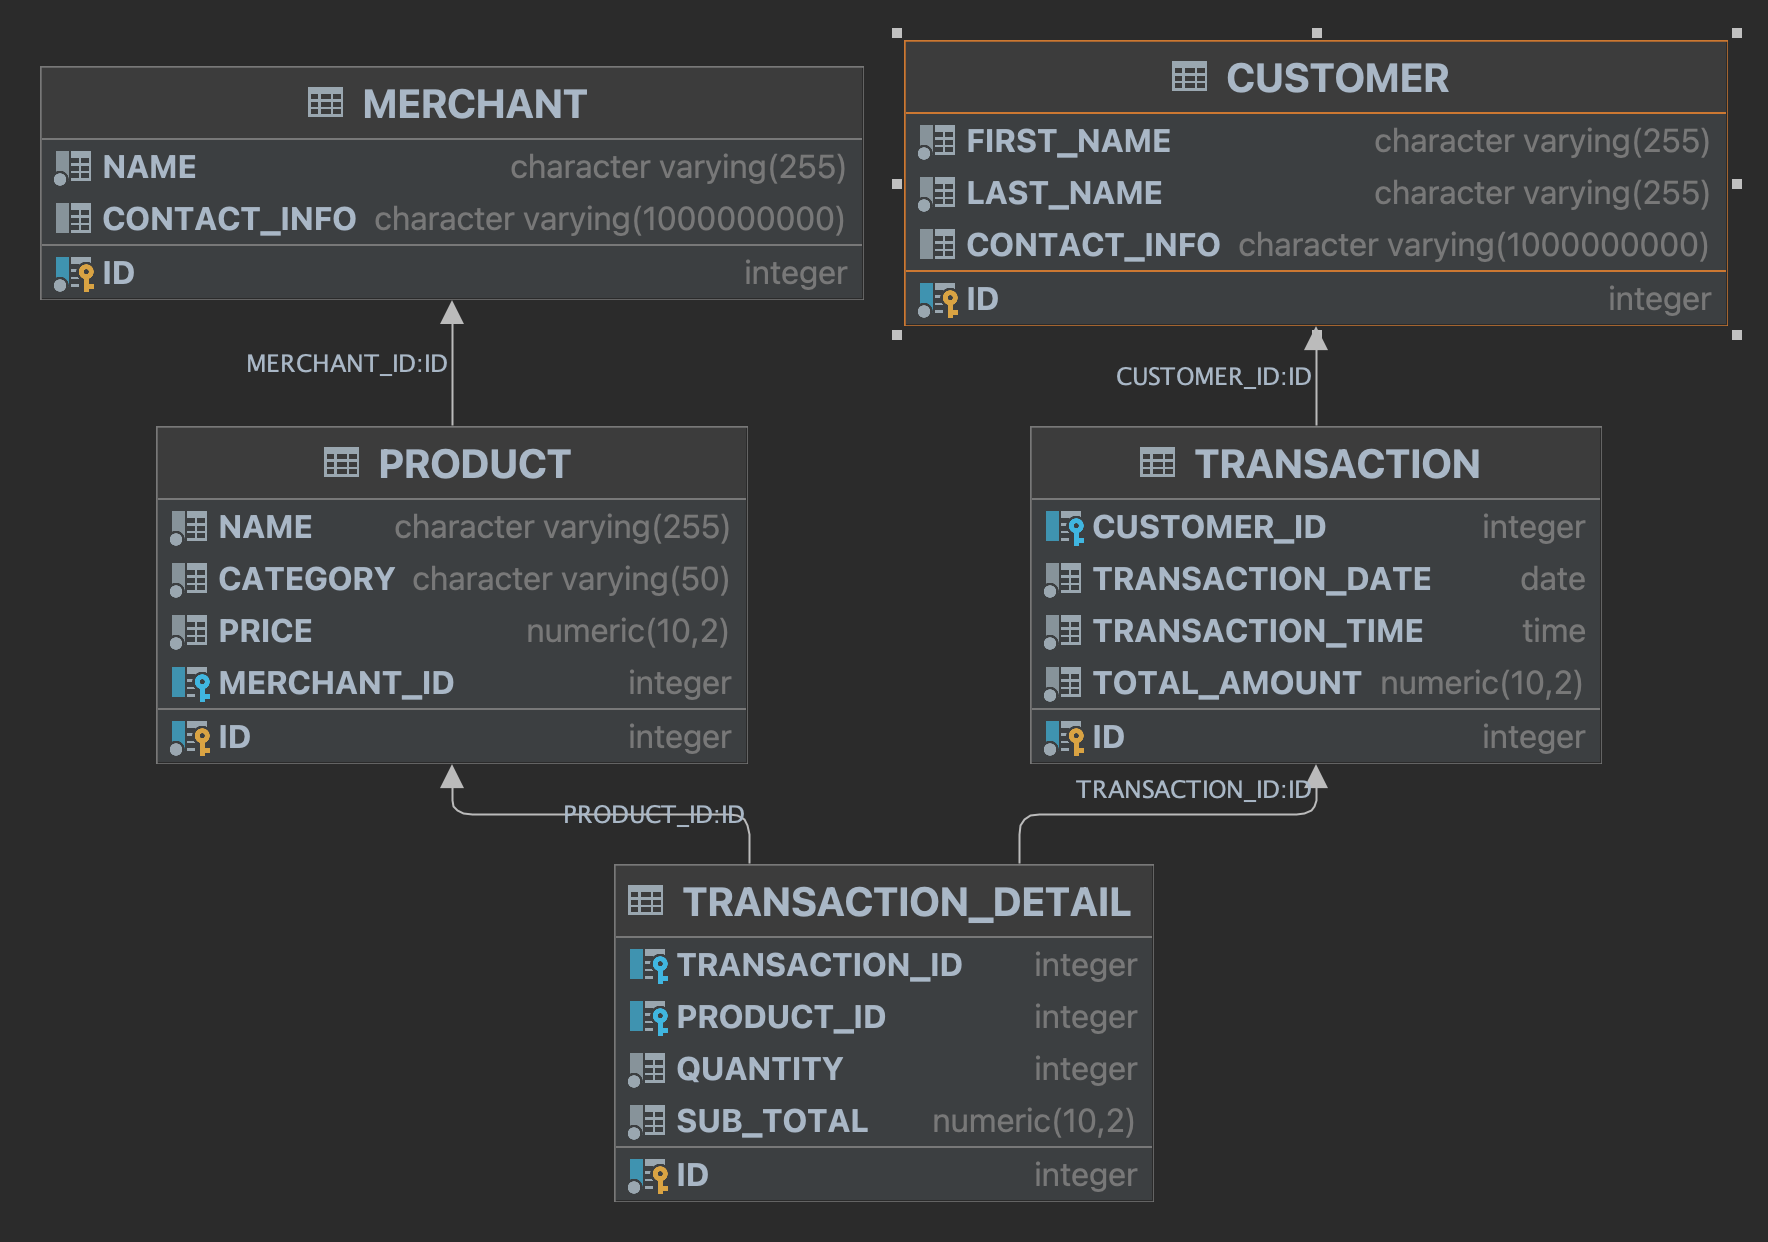 MERCHANT
NAME character varying(255)
CONTACT_INFO character varying(1000000000)
ID integer
CUSTOMER
FIRST_NAME character varying(255)
LAST_NAME character varying(255)
CONTACT_INFO character varying(1000000000)
ID integer
MERCHANT_ID:ID
CUSTOMER_ID:ID
PRODUCT
NAME character varying(255)
CATEGORY character varying(50)
PRICE numeric(10,2)
MERCHANT_ID integer
ID integer
TRANSACTION
CUSTOMER_ID integer
TRANSACTION_DATE date
TRANSACTION_TIME time
TOTAL_AMOUNT numeric(10,2)
ID integer
PRODUCT_ID:ID
TRANSACTION_ID:ID
TRANSACTION_DETAIL
TRANSACTION_ID integer
PRODUCT_ID integer
QUANTITY integer
SUB_TOTAL numeric(10,2)
ID integer